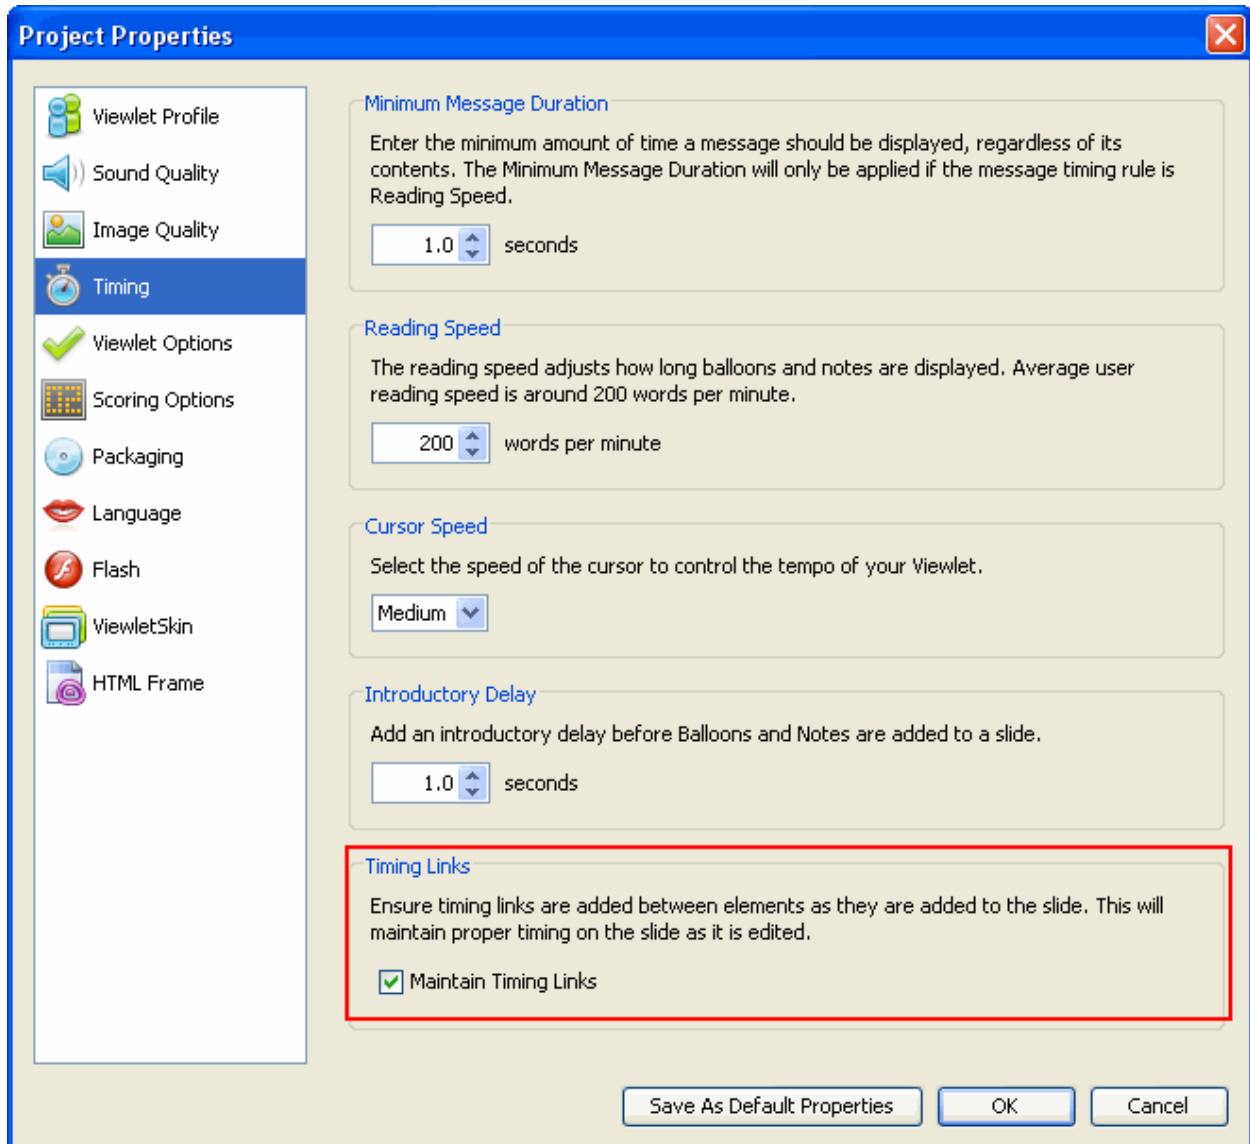 Project Properties
Viewlet Profile
Sound Quality
Image Quality
Timing
Viewlet Options
Scoring Options
Packaging
Language
Flash
ViewletSkin
HTML Frame
Minimum Message Duration
Enter the minimum amount of time a message should be displayed, regardless of its
contents. The Minimum Message Duration will only be applied if the message timing rule is
Reading Speed.
1.0 seconds
Reading Speed
The reading speed adjusts how long balloons and notes are displayed. Average user
reading speed is around 200 words per minute.
200 words per minute
Cursor Speed
Select the speed of the cursor to control the tempo of your Viewlet.
Medium
Introductory Delay
Add an introductory delay before Balloons and Notes are added to a slide.
1.0 seconds
Timing Links
Ensure timing links are added between elements as they are added to the slide. This will
maintain proper timing on the slide as it is edited.
Maintain Timing Links
Save As Default Properties OK Cancel